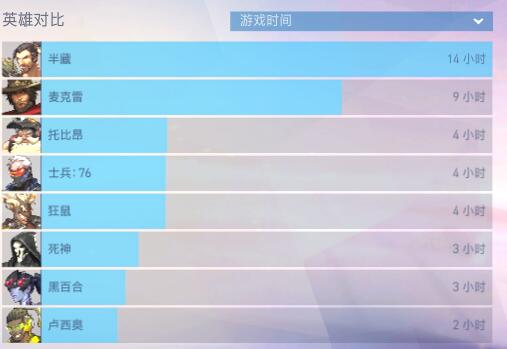 英雄对比
游戏时间
半藏 14 小时
麦克雷 9 小时
托比昂 4 小时
士兵：76 4 小时
狂鼠 4 小时
死神 3 小时
黑百合 3 小时
卢西奥 2 小时